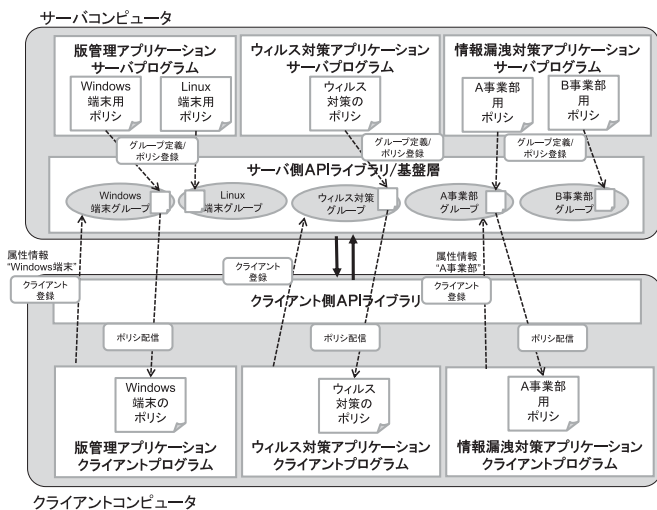 サーバコンピュータ
版管理アプリケーション
サーバプログラム
Windows
端末用
ポリシ
Linux
端末用
ポリシ
ウィルス対策アプリケーション
サーバプログラム
ウィルス
対策の
ポリシ
情報漏洩対策アプリケーション
サーバプログラム
A事業部
用
ポリシ
B事業部
用
ポリシ
グループ定義/
ポリシ登録
グループ定義/
ポリシ登録
グループ定義/
ポリシ登録
サーバ側APIライブラリ/基盤層
Windows
端末グループ
Linux
端末グループ
ウィルス対策
グループ
A事業部
グループ
B事業部
グループ
属性情報
“Windows端末”
クライアント
登録
クライアント
登録
属性情報
“A事業部”
クライアント
登録
クライアント側APIライブラリ
ポリシ配信
ポリシ配信
ポリシ配信
Windows
端末の
ポリシ
版管理アプリケーション
クライアントプログラム
ウィルス
対策の
ポリシ
ウィルス対策アプリケーション
クライアントプログラム
A事業部
用
ポリシ
情報漏洩対策アプリケーション
クライアントプログラム
クライアントコンピュータ